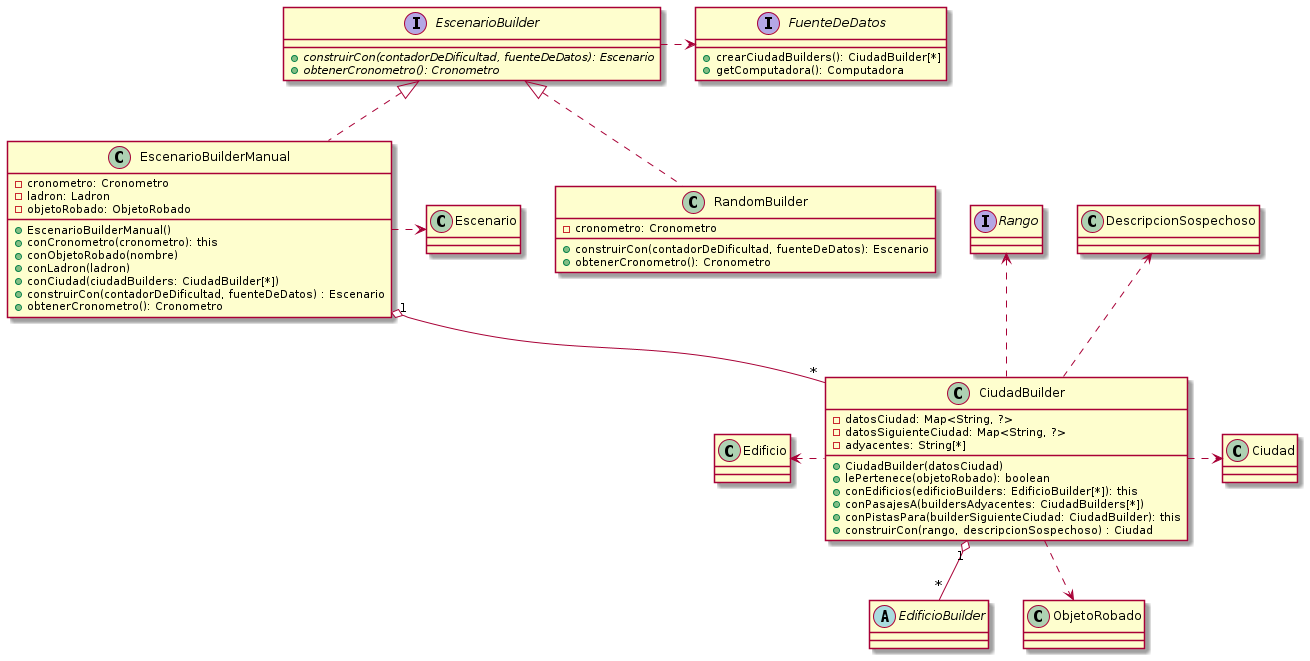 I EscenarioBuilder
construirCon(contadorDeDificultad, fuenteDeDatos): Escenario
obtenerCronometro(): Cronometro
I FuenteDeDatos
crearCiudadBuilders(): CiudadBuilder[*]
getComputadora(): Computadora
C EscenarioBuilderManual
cronometro: Cronometro
ladron: Ladron
objetoRobado: ObjetoRobado
EscenarioBuilderManual()
conCronometro(cronometro): this
conObjetoRobado(nombre)
conLadron(ladron)
conCiudad(ciudadBuilders: CiudadBuilder[*])
construirCon(contadorDeDificultad, fuenteDeDatos) : Escenario
obtenerCronometro(): Cronometro
C Escenario
C RandomBuilder
cronometro: Cronometro
construirCon(contadorDeDificultad, fuenteDeDatos): Escenario
obtenerCronometro(): Cronometro
I Rango
C DescripcionSospechoso
1
*
C CiudadBuilder
datosCiudad: Map<String, ?>
datosSiguienteCiudad: Map<String, ?>
adyacentes: String[*]
CiudadBuilder(datosCiudad)
lePertenece(objetoRobado): boolean
conEdificios(edificioBuilders: EdificioBuilder[*]): this
conPasajesA(buildersAdyacentes: CiudadBuilders[*])
conPistasPara(builderSiguienteCiudad: CiudadBuilder): this
construirCon(rango, descripcionSospechoso) : Ciudad
C Edificio
C Ciudad
1
*
A EdificioBuilder
C ObjetoRobado